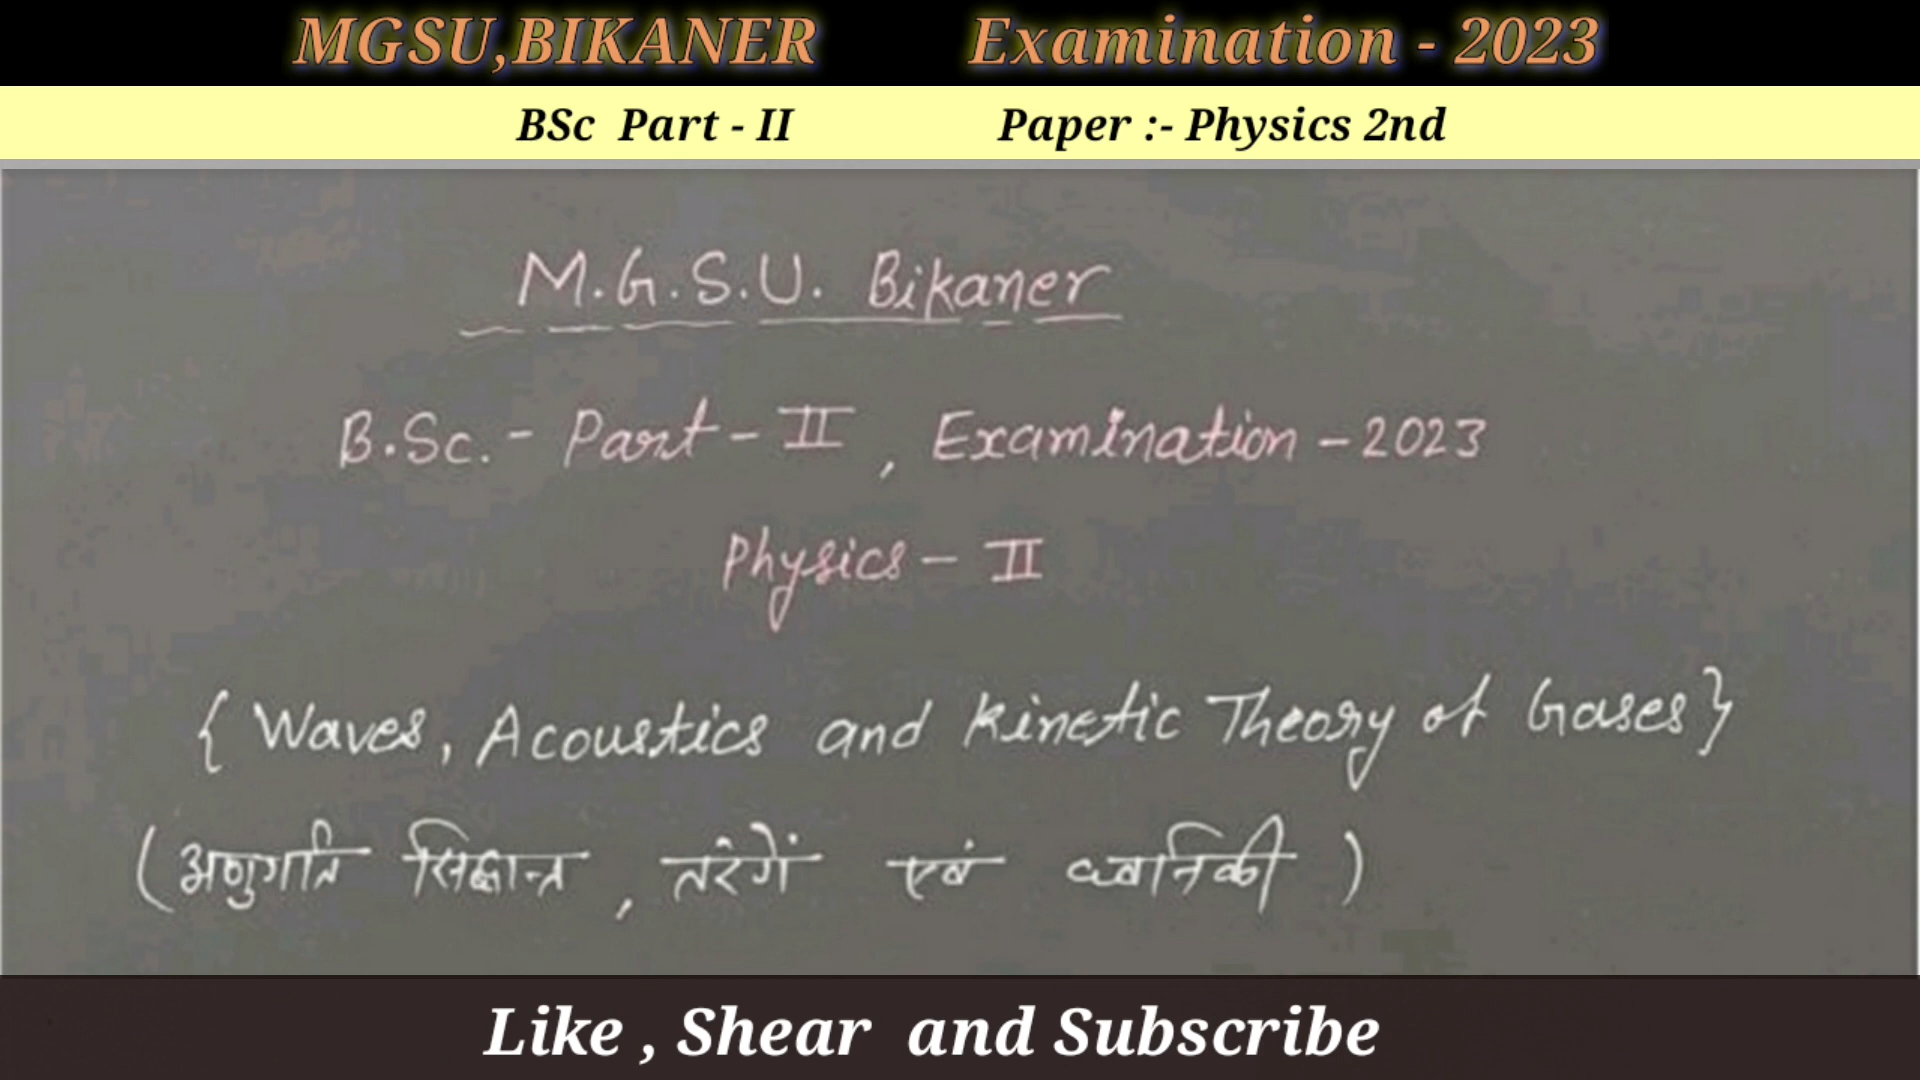 MGSU,BIKANER Examination - 2023
BSc Part - II Paper :- Physics 2nd
M.G.S.U. Bikaner
B.Sc. - Part - II , Examination - 2023
Physics - II
{ Waves, Acoustics and Kinetic Theory of Gases }
( अणुगति सिद्धान्त , तरंगें एवं ध्वनिकी )
Like , Shear and Subscribe